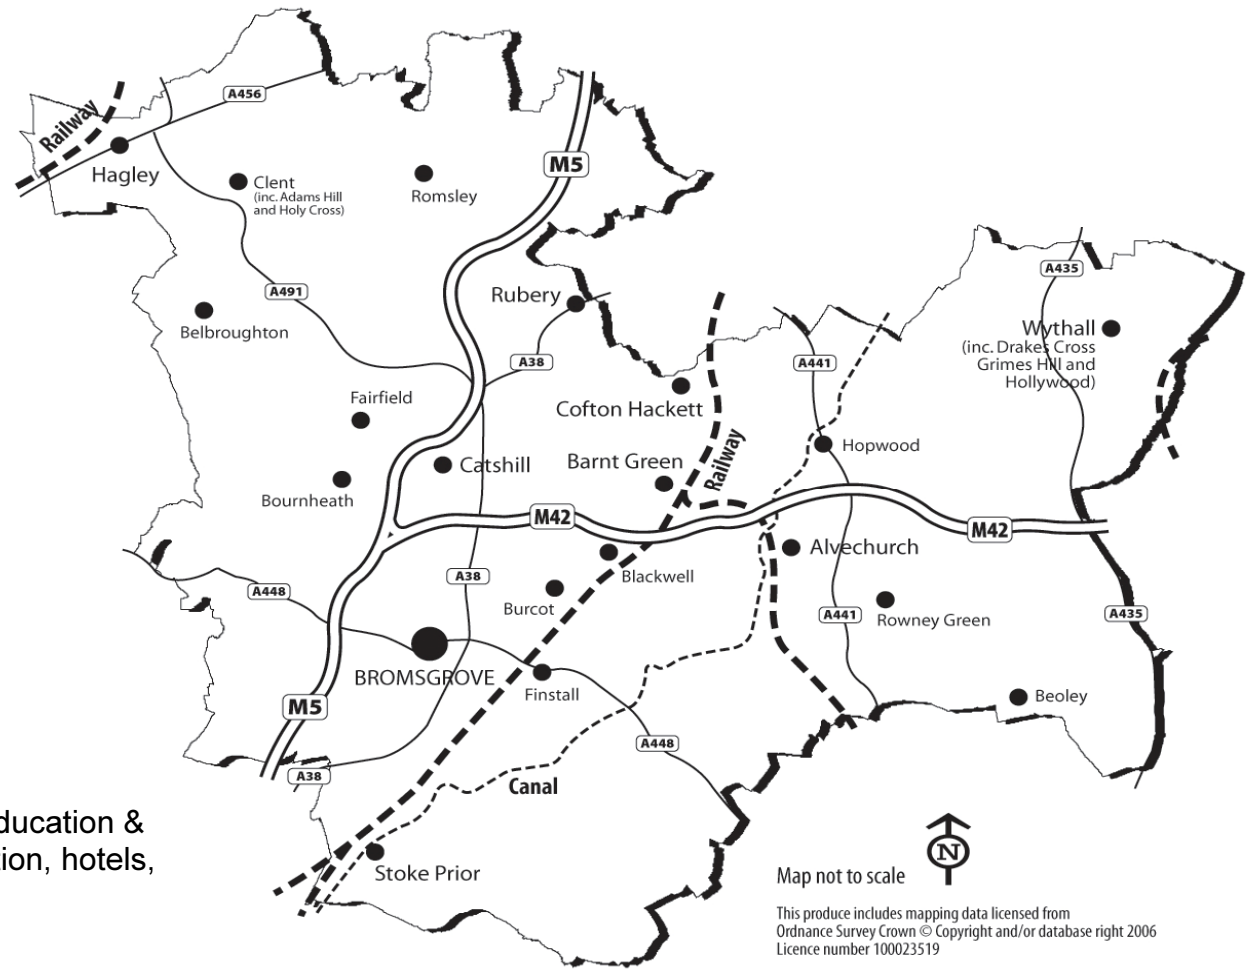 A456
Railway
M5
Hagley
Clent
(inc. Adams Hill
and Holy Cross)
Romsley
A435
A491
Rubery
Belbroughton
Wythall
(inc. Drakes Cross
Grimes Hill and
Hollywood)
A38
A441
Fairfield
Cofton Hackett
Hopwood
Railway
Catshill
Barnt Green
Bournheath
M42
M42
Alvechurch
A38
Blackwell
A448
Burcot
A441
Rowney Green
A435
BROMSGROVE
Finstall
Beoley
M5
A448
A38
Canal
ducation &
tion, hotels,
Stoke Prior
N
Map not to scale
This produce includes mapping data licensed from
Ordnance Survey Crown © Copyright and/or database right 2006
Licence number 100023519